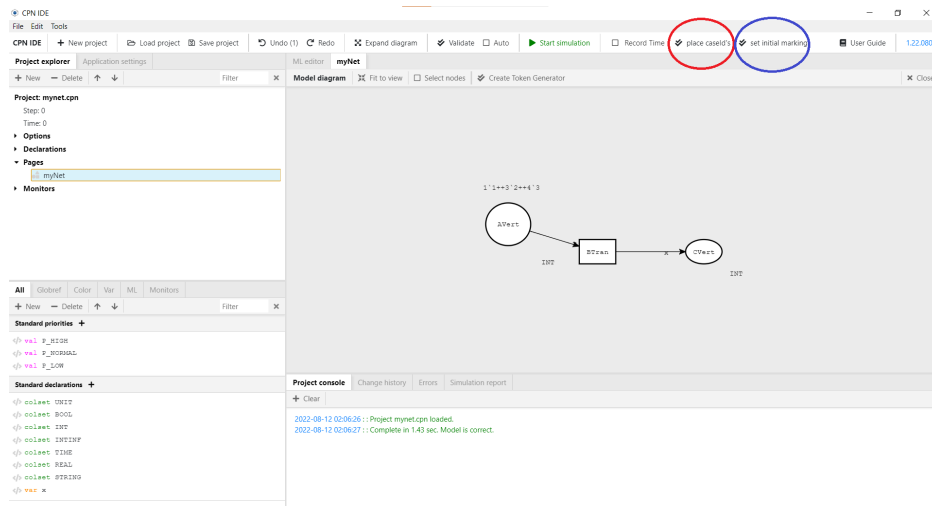 CPN IDE
File Edit Tools
CPN IDE + New project Load project Save project Undo (1) Redo Expand diagram Validate Auto Start simulation Record Time place caseId's set initial marking User Guide 1.22.080
Project explorer Application settings ML editor myNet
+ New − Delete Filter Model diagram Fit to view Select nodes Create Token Generator Close
Project: mynet.cpn
Step: 0
Time: 0
Options
Declarations
Pages
myNet
Monitors
1`1++3`2++4`3
AVert
BTran
x
CVert
INT
INT
All Globref Color Var ML Monitors
+ New − Delete Filter
Standard priorities +
val P_HIGH
val P_NORMAL
val P_LOW
Standard declarations +
colset UNIT
colset BOOL
colset INT
colset INTINF
colset TIME
colset REAL
colset STRING
var x
Project console Change history Errors Simulation report
+ Clear
2022-08-12 02:06:26 : : Project mynet.cpn loaded.
2022-08-12 02:06:27 : : Complete in 1.43 sec. Model is correct.